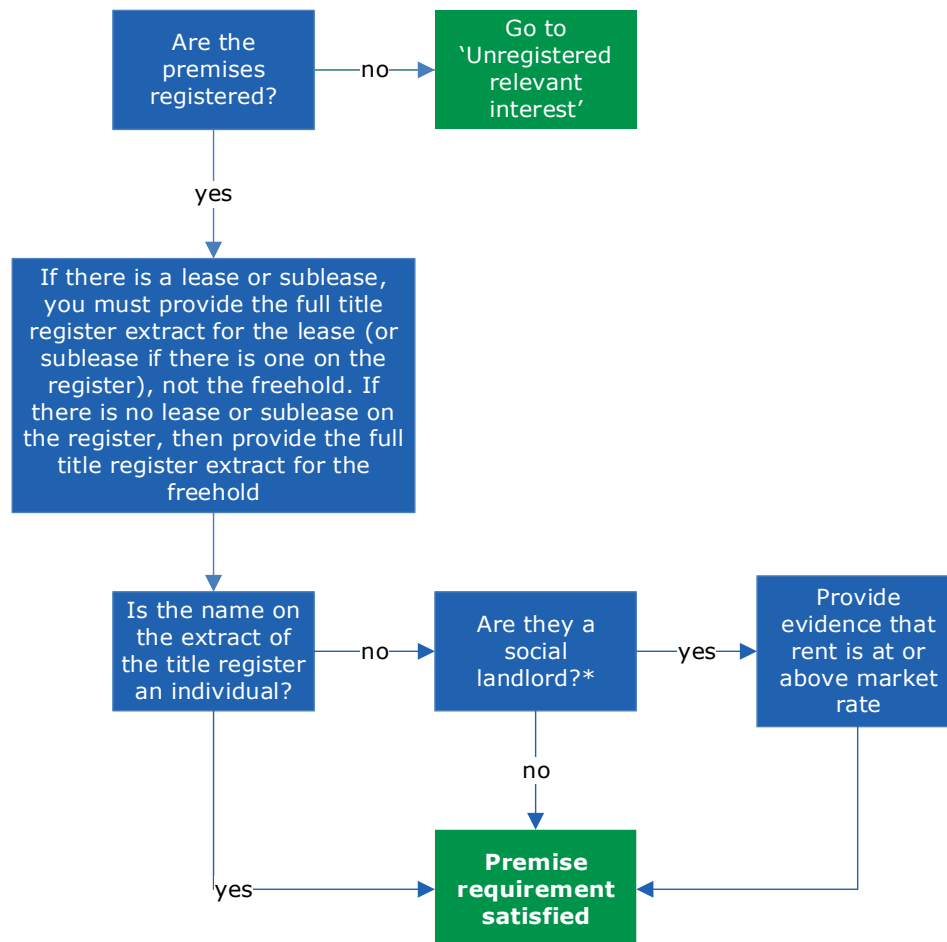 Are the
premises
registered?
no
Go to
‘Unregistered
relevant
interest’
yes
If there is a lease or sublease,
you must provide the full title
register extract for the lease (or
sublease if there is one on the
register), not the freehold. If
there is no lease or sublease on
the register, then provide the full
title register extract for the
freehold
Is the name on
the extract of
the title register
an individual?
no
Are they a
social
landlord?*
yes
Provide
evidence that
rent is at or
above market
rate
no
yes
Premise
requirement
satisfied